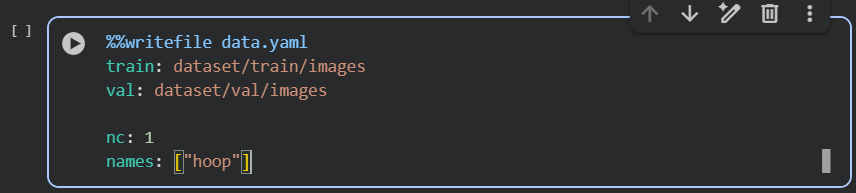 [ ]
%%writefile data.yaml
train: dataset/train/images
val: dataset/val/images
nc: 1
names: ["hoop"]